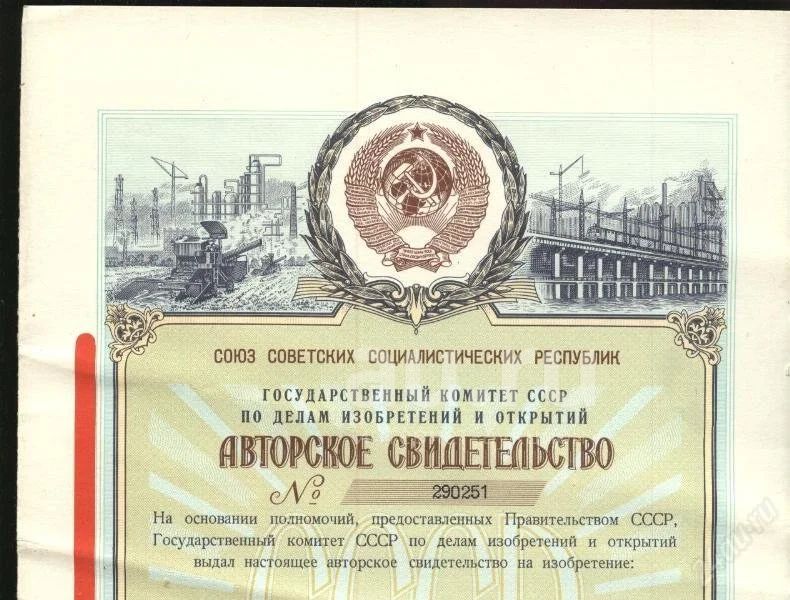 СОЮЗ СОВЕТСКИХ СОЦИАЛИСТИЧЕСКИХ РЕСПУБЛИК
ГОСУДАРСТВЕННЫЙ КОМИТЕТ СССР
ПО ДЕЛАМ ИЗОБРЕТЕНИЙ И ОТКРЫТИЙ
АВТОРСКОЕ СВИДЕТЕЛЬСТВО
№ 290251
На основании полномочий, предоставленных Правительством СССР,
Государственный комитет СССР по делам изобретений и открытий
выдал настоящее авторское свидетельство на изобретение:
СССР